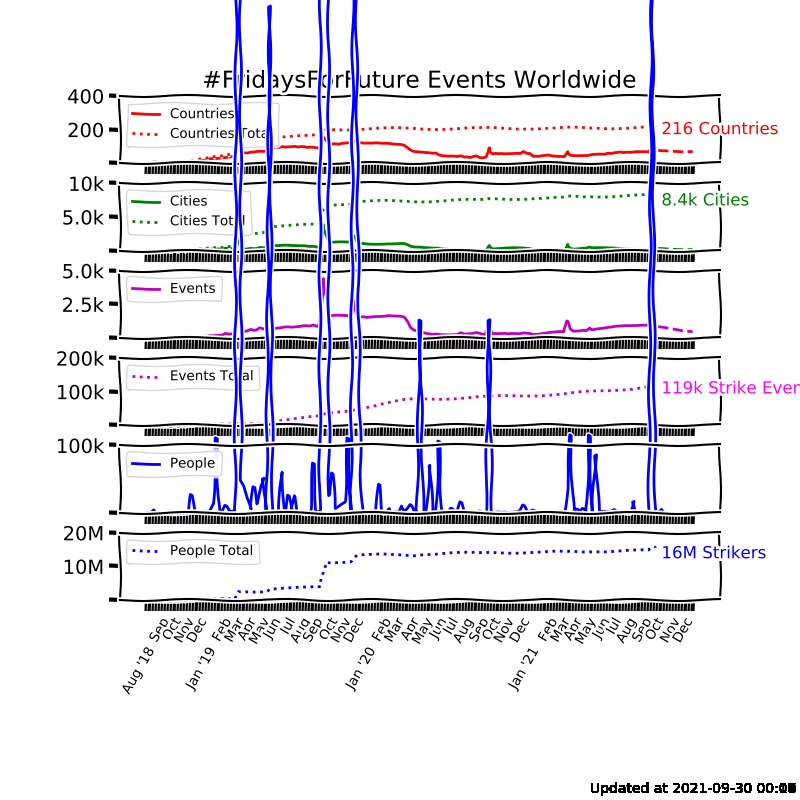 #FridaysForFuture Events Worldwide
400
200
Countries
Countries Total
216 Countries
10k
5.0k
Cities
Cities Total
8.4k Cities
5.0k
2.5k
Events
200k
100k
Events Total
119k Strike Even
100k
People
20M
10M
People Total
16M Strikers
Aug '18 Sep Oct Nov Dec Jan '19 Feb Mar Apr May Jun Jul Aug Sep Oct Nov Dec Jan '20 Feb Mar Apr May Jun Jul Aug Sep Oct Nov Dec Jan '21 Feb Mar Apr May Jun Jul Aug Sep Oct Nov Dec
Updated at 2021-09-30 00: